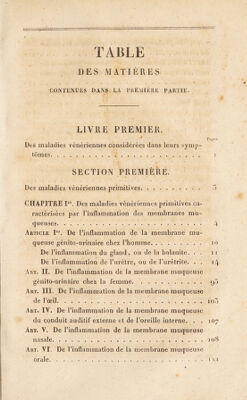 TABLE
DES MATIÈRES
CONTENUES DANS LA PREMIÈRE PARTIE.
LIVRE PREMIER.
Pages
Des maladies vénériennes considérées dans leurs symp-
tômes. . . . . . . . . . . . . . . . 1
SECTION PREMIÈRE.
Des maladies vénériennes primitives. . . . . . . . . 3
CHAPITRE Ier. Des maladies vénériennes primitives ca-
ractérisées par l'inflammation des membranes mu-
queuses. . . . . . . . . . . . . . . 4
ARTICLE Ier. De l'inflammation de la membrane mu-
queuse génito-urinaire chez l'homme. . . . . . . . 10
De l'inflammation du gland, ou de la balanite. . . 11
De l'inflammation de l'urètre, ou de l'urétrite. . . 14
ART. II. De l'inflammation de la membrane muqueuse
génito-urinaire chez la femme. . . . . . . . . . 95
ART. III. De l'inflammation de la membrane muqueuse
de l'œil. . . . . . . . . . . . . . . 103
ART. IV. De l'inflammation de la membrane muqueuse
du conduit auditif externe et de l'oreille interne. . . 107
ART. V. De l'inflammation de la membrane muqueuse
nasale. . . . . . . . . . . . . . . . 108
ART. VI. De l'inflammation de la membrane muqueuse
orale. . . . . . . . . . . . . . . .